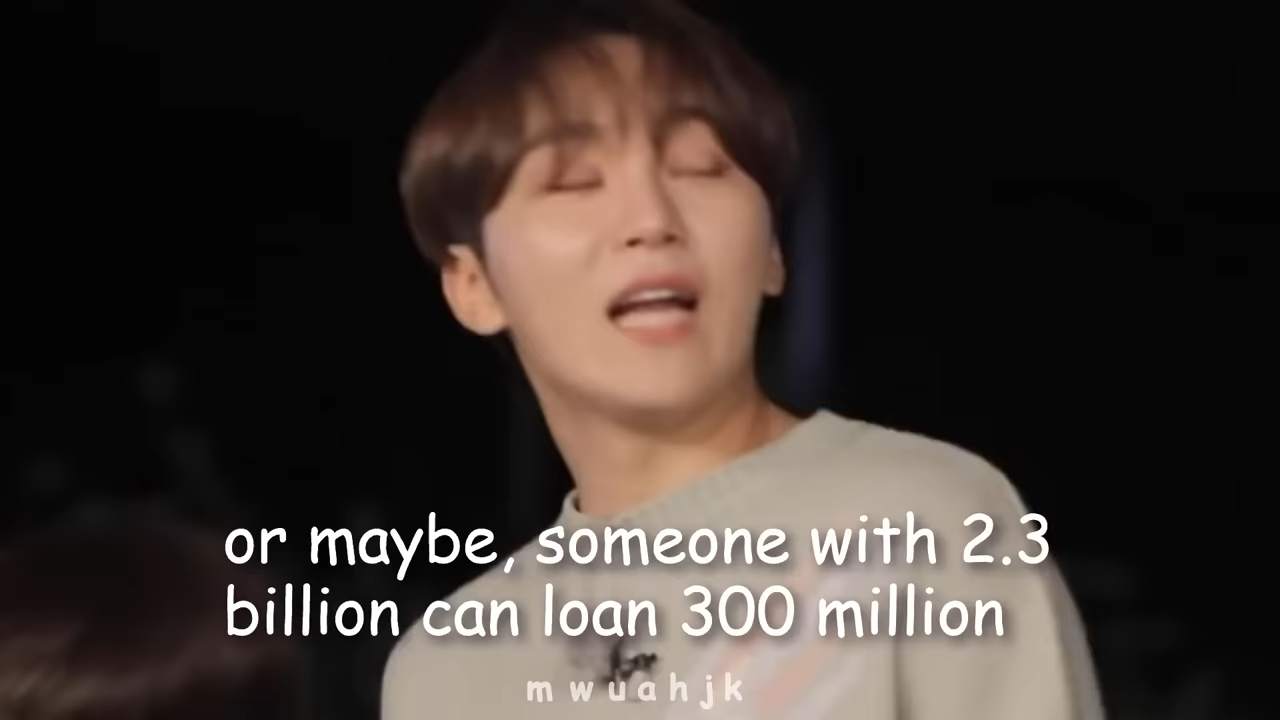 or maybe, someone with 2.3
billion can loan 300 million
m w u a h j k